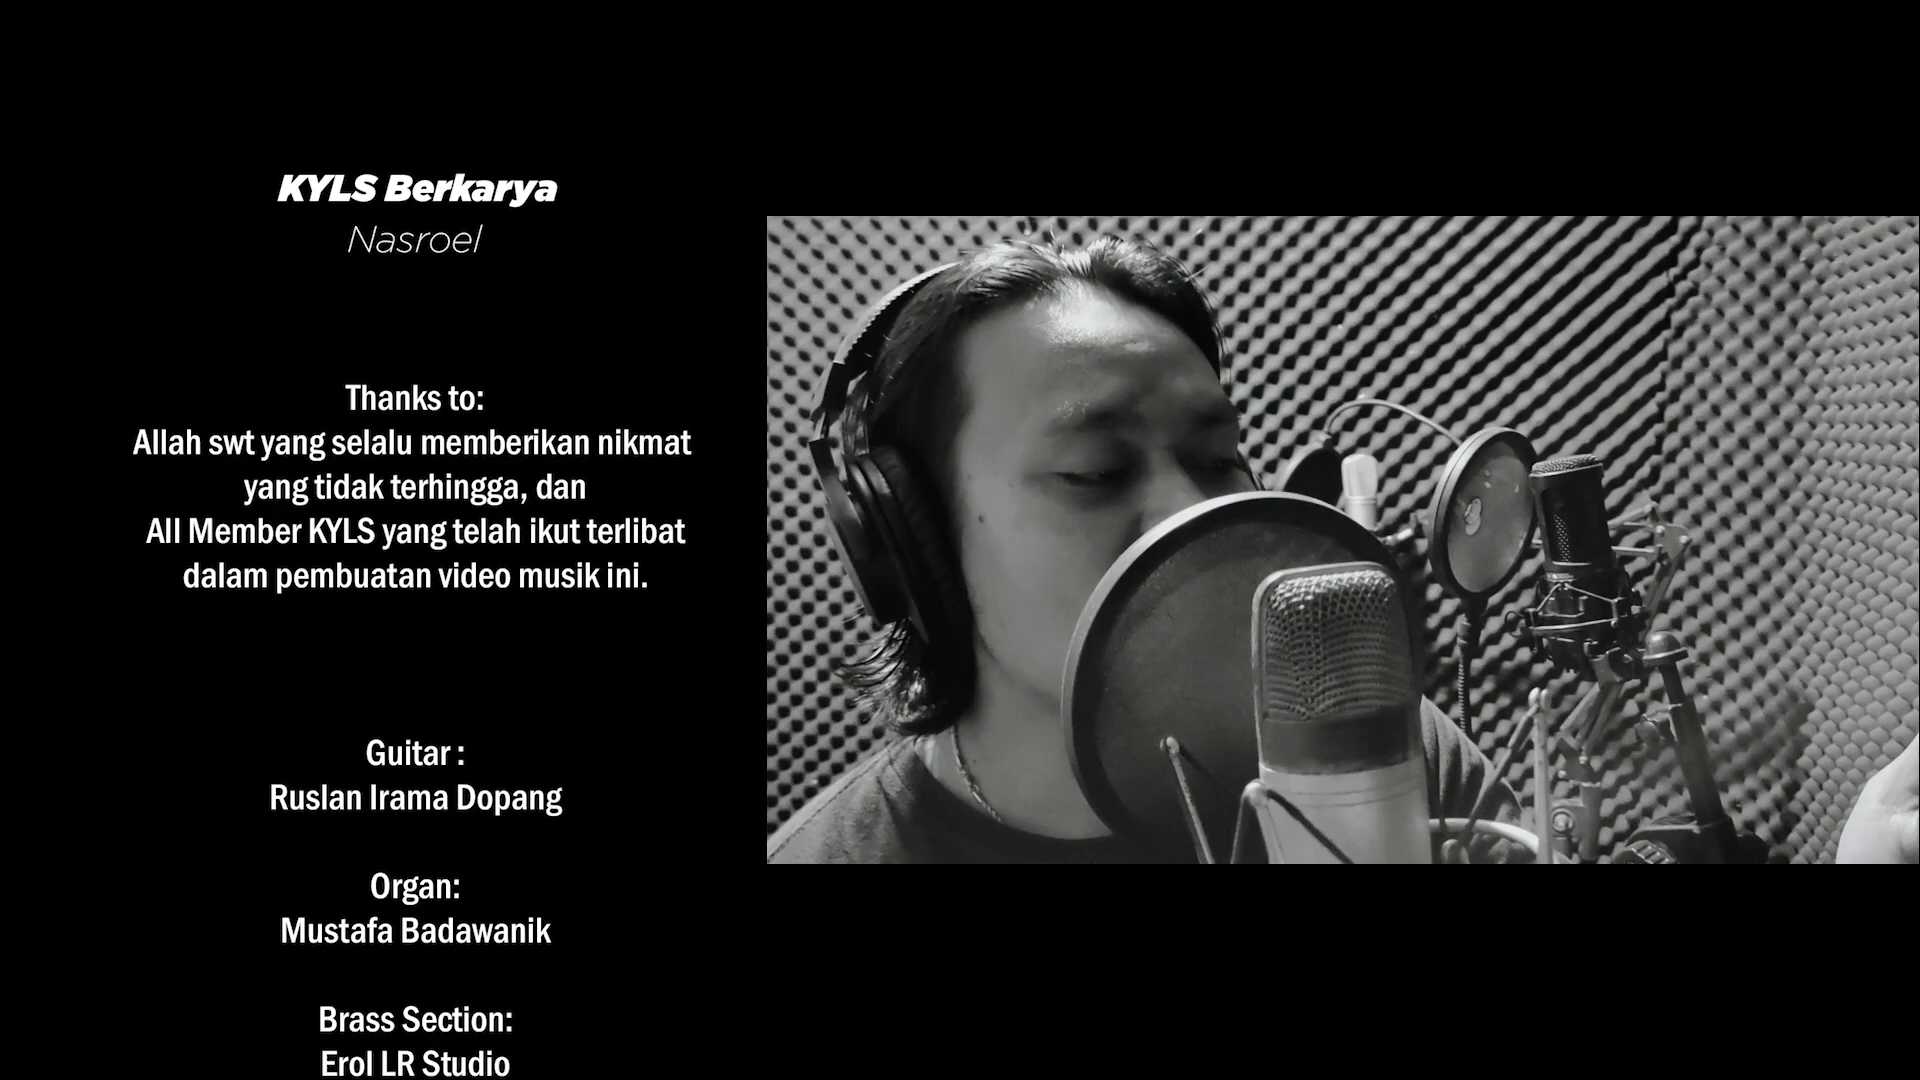 KYLS Berkarya
Nasroel
Thanks to:
Allah swt yang selalu memberikan nikmat
yang tidak terhingga, dan
All Member KYLS yang telah ikut terlibat
dalam pembuatan video musik ini.
Guitar :
Ruslan Irama Dopang
Organ:
Mustafa Badawanik
Brass Section:
Erol LR Studio